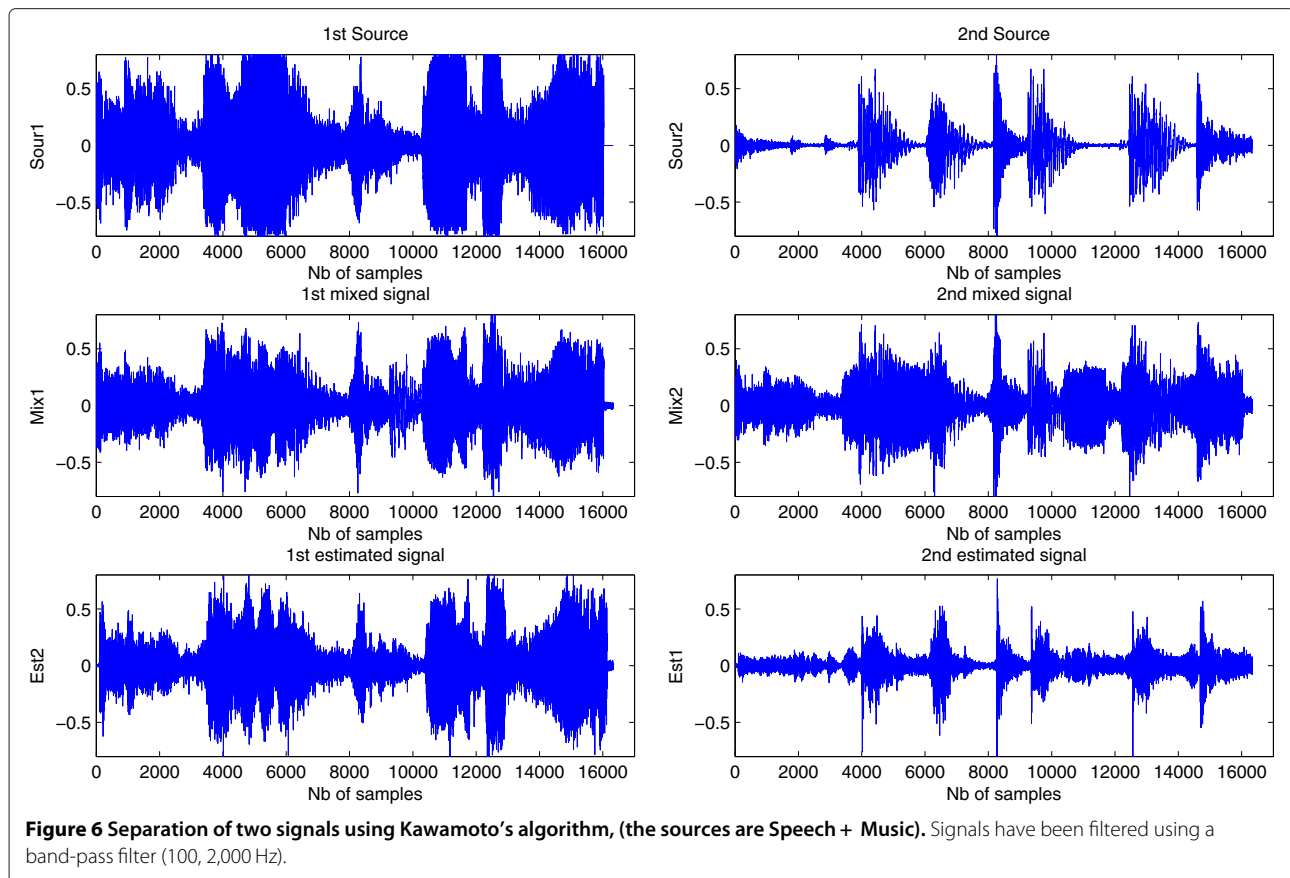 1st Source
0.5
0
−0.5
Sour1
0 2000 4000 6000 8000 10000 12000 14000 16000
Nb of samples
2nd Source
0.5
0
−0.5
Sour2
0 2000 4000 6000 8000 10000 12000 14000 16000
Nb of samples
1st mixed signal
0.5
0
−0.5
Mix1
0 2000 4000 6000 8000 10000 12000 14000 16000
Nb of samples
2nd mixed signal
0.5
0
−0.5
Mix2
0 2000 4000 6000 8000 10000 12000 14000 16000
Nb of samples
1st estimated signal
0.5
0
−0.5
Est2
0 2000 4000 6000 8000 10000 12000 14000 16000
Nb of samples
2nd estimated signal
0.5
0
−0.5
Est1
0 2000 4000 6000 8000 10000 12000 14000 16000
Nb of samples
Figure 6 Separation of two signals using Kawamoto's algorithm, (the sources are Speech + Music). Signals have been filtered using a
band-pass filter (100, 2,000 Hz).